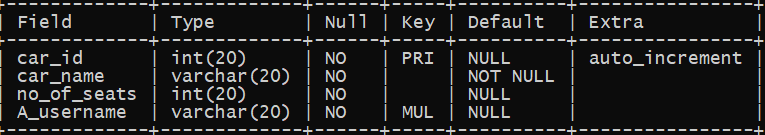 | Field | Type | Null | Key | Default | Extra |
| car_id | int(20) | NO | PRI | NULL | auto_increment |
| car_name | varchar(20) | NO | | NOT NULL | |
| no_of_seats | int(20) | NO | | NULL | |
| A_username | varchar(20) | NO | MUL | NULL | |